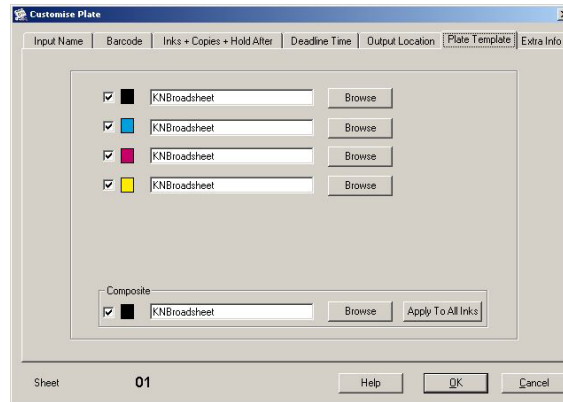 Customise Plate
Input Name Barcode Inks + Copies + Hold After Deadline Time Output Location Plate Template Extra Info
KNBroadsheet Browse
KNBroadsheet Browse
KNBroadsheet Browse
KNBroadsheet Browse
Composite
KNBroadsheet Browse Apply To All Inks
Sheet 01 Help OK Cancel